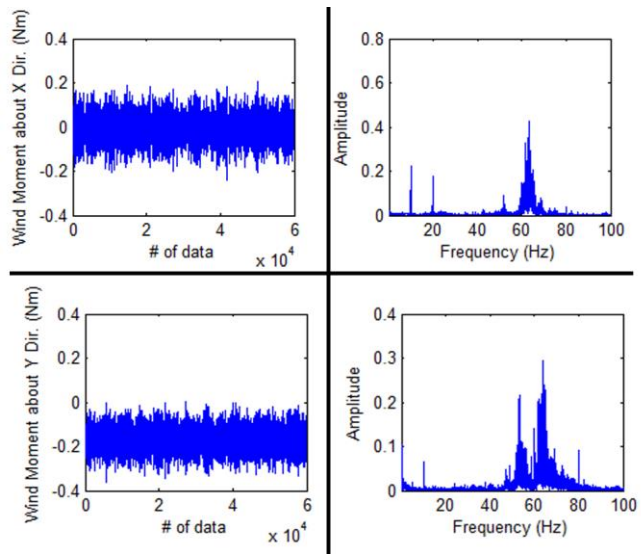 Wind Moment about X Dir. (Nm)
0.4
0.2
0
-0.2
-0.4
0 2 4 6
# of data
x 10^4
Amplitude
0.8
0.6
0.4
0.2
0
20 40 60 80 100
Frequency (Hz)
Wind Moment about Y Dir. (Nm)
0.4
0.2
0
-0.2
-0.4
0 2 4 6
# of data
x 10^4
Amplitude
0.4
0.3
0.2
0.1
0
20 40 60 80 100
Frequency (Hz)